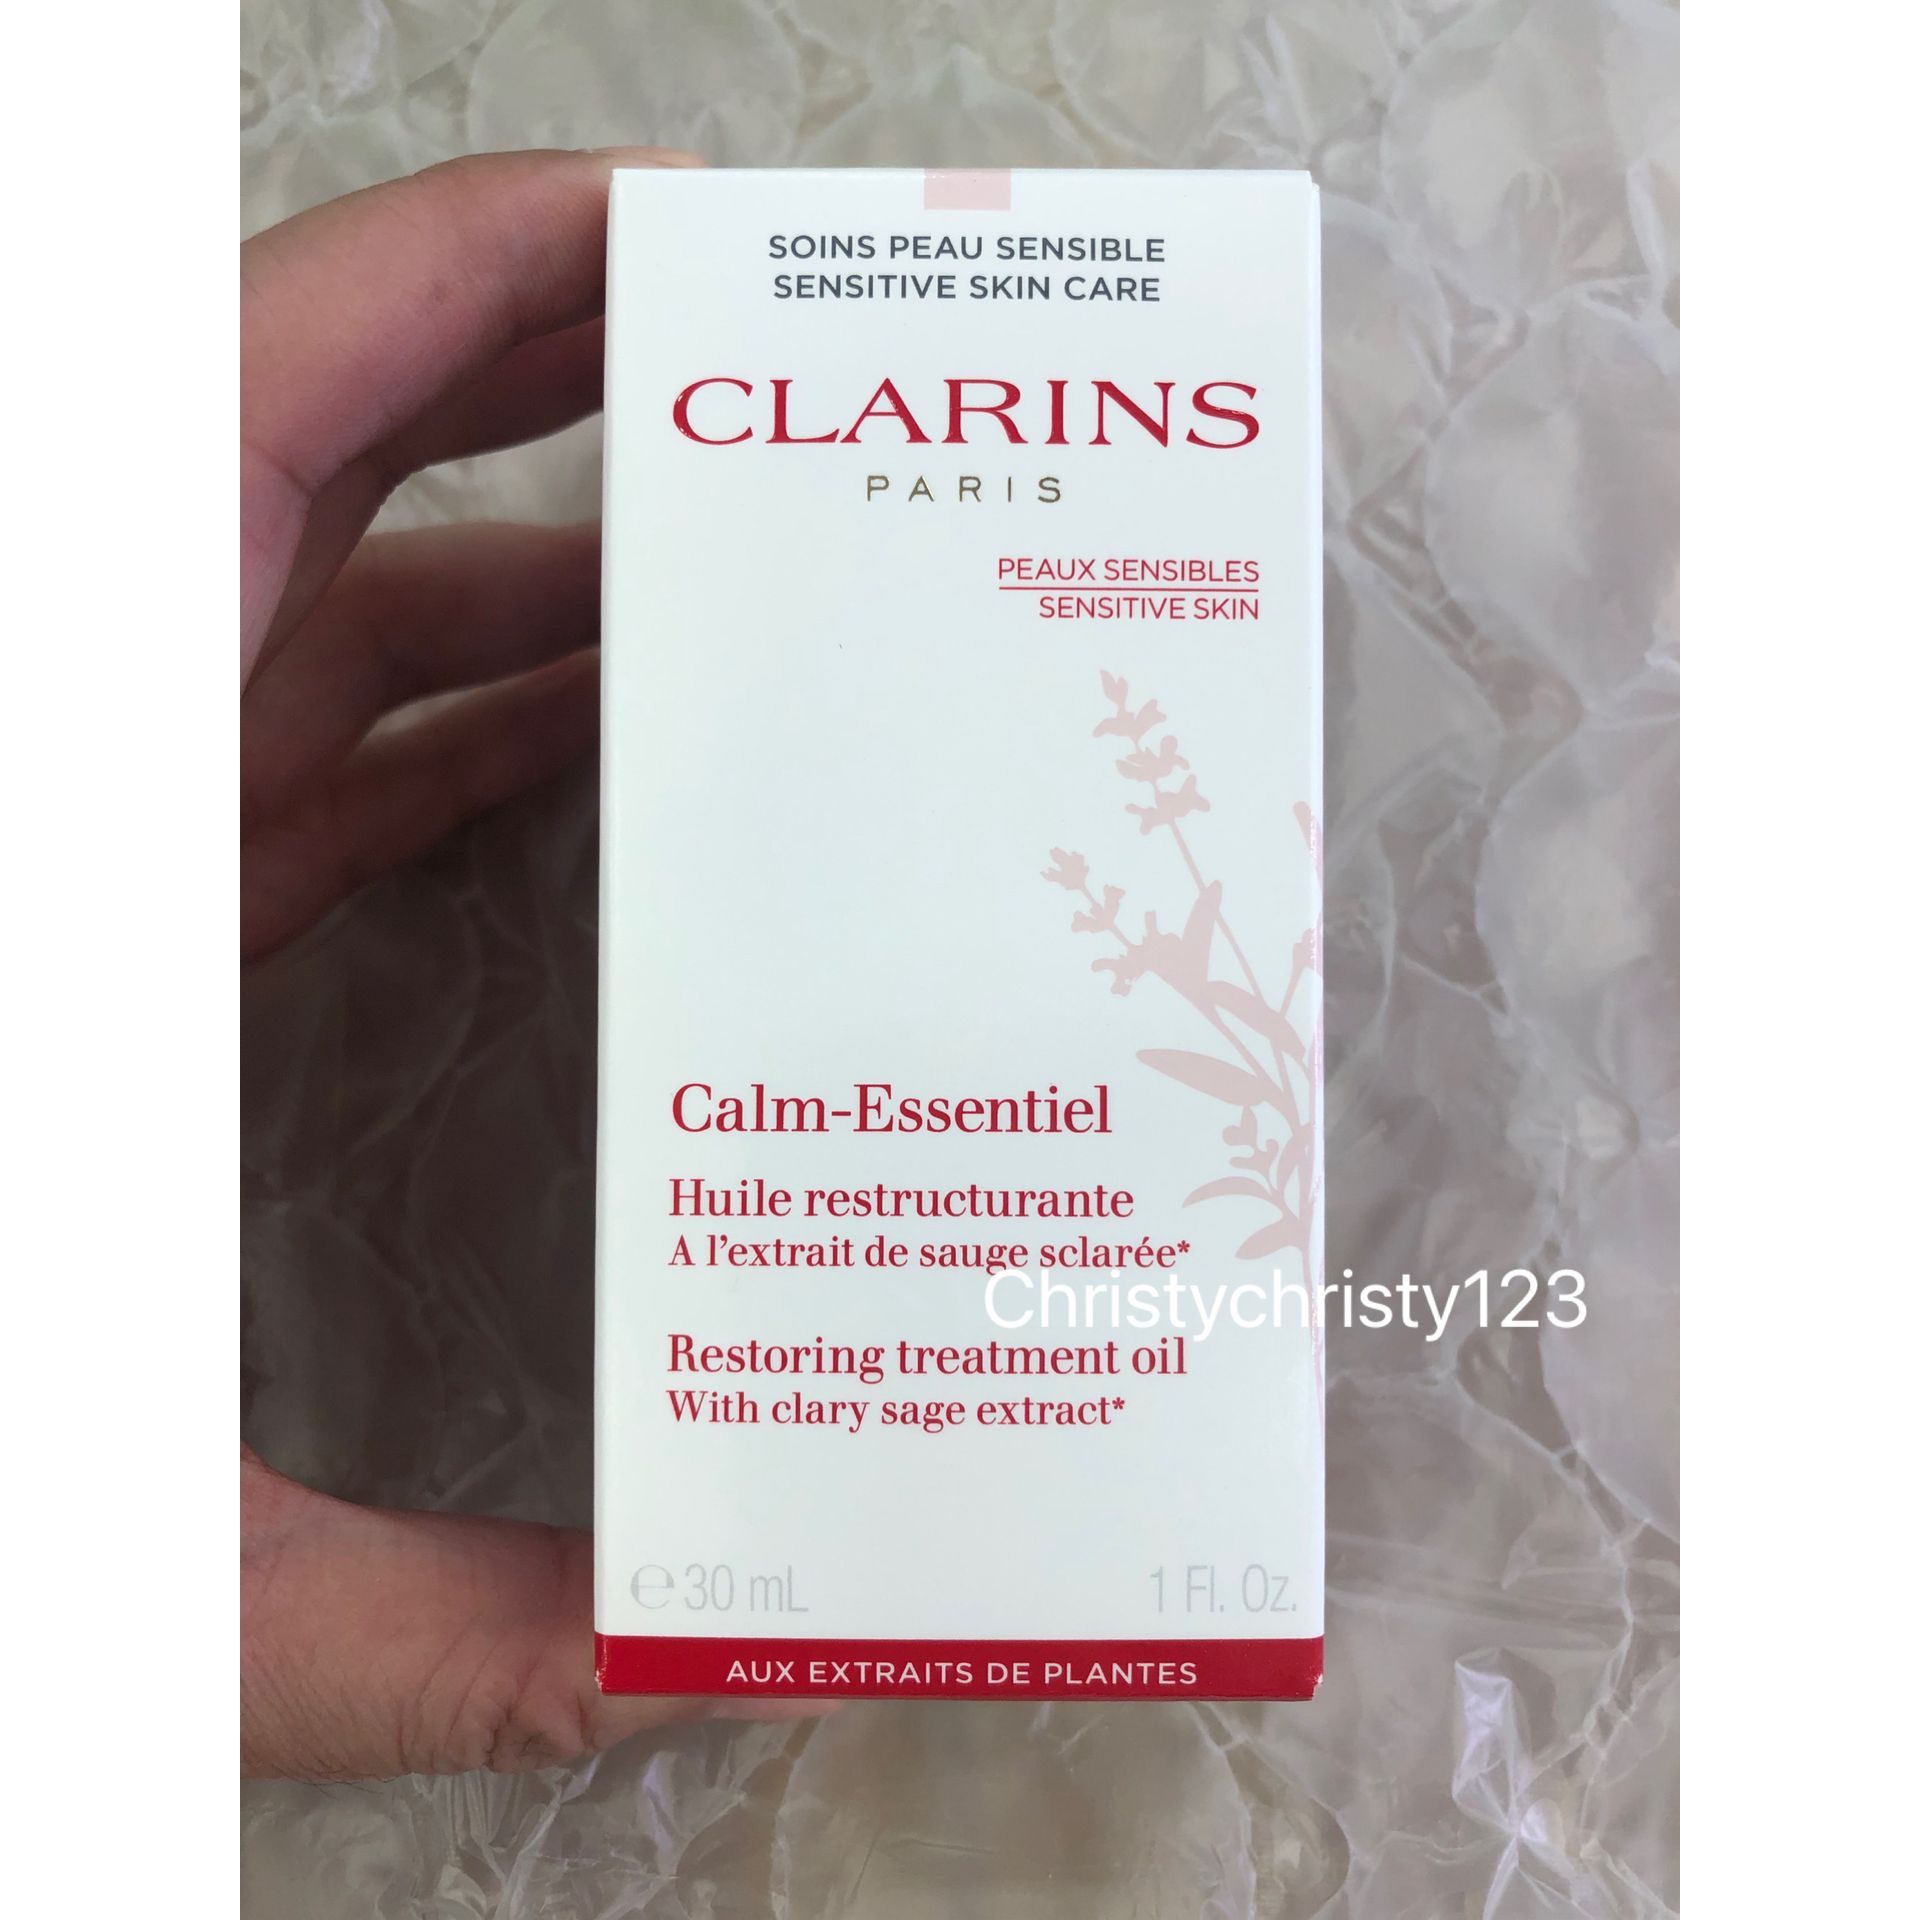 SOINS PEAU SENSIBLE
SENSITIVE SKIN CARE
CLARINS
PARIS
PEAUX SENSIBLES
SENSITIVE SKIN
Calm-Essentiel
Huile restructurante
A l'extrait de sauge sclarée*
Christychristy123
Restoring treatment oil
With clary sage extract*
℮30 mL 1 Fl. Oz.
AUX EXTRAITS DE PLANTES